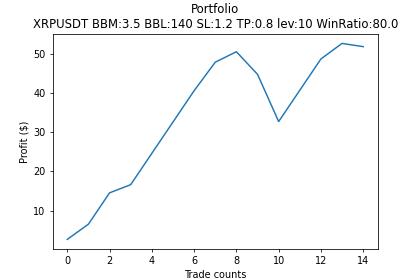 Portfolio
XRPUSDT BBM:3.5 BBL:140 SL:1.2 TP:0.8 lev:10 WinRatio:80.0
Profit ($)
50
40
30
20
10
0 2 4 6 8 10 12 14
Trade counts